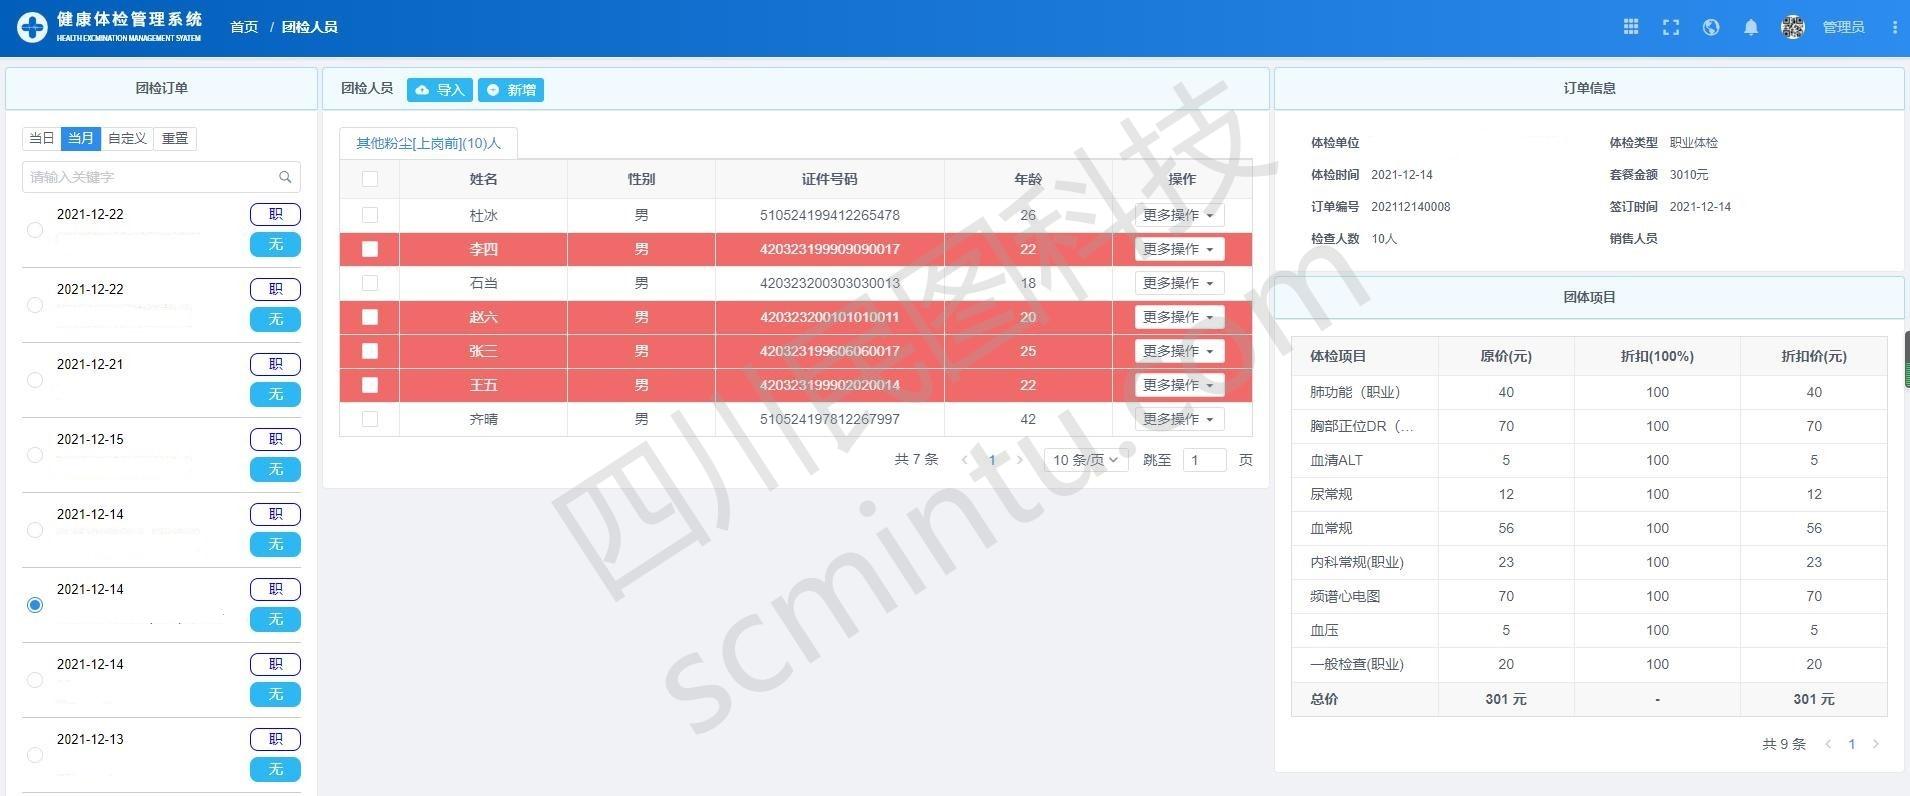 健康体检管理系统
HEALTH EXCMINATION MANAGEMENT SYATEM
首页 / 团检人员
管理员
团检订单
当日 当月 自定义 重置
请输入关键字
2021-12-22 职
无
2021-12-22 职
无
2021-12-21 职
无
2021-12-15 职
无
2021-12-14 职
无
2021-12-14 职
无
2021-12-14 职
无
2021-12-13 职
无
团检人员 导入 新增
其他粉尘[上岗前](10)人
姓名 性别 证件号码 年龄 操作
杜冰 男 510524199412265478 26 更多操作
李四 男 420323199909090017 22 更多操作
石当 男 420323200303030013 18 更多操作
赵六 男 420323200101010011 20 更多操作
张三 男 420323199606060017 25 更多操作
王五 男 420323199902020014 22 更多操作
齐晴 男 510524197812267997 42 更多操作
共 7 条 1 10 条/页 跳至 1 页
订单信息
体检单位 体检类型 职业体检
体检时间 2021-12-14 套餐金额 3010元
订单编号 202112140008 签订时间 2021-12-14
检查人数 10人 销售人员
团体项目
体检项目 原价(元) 折扣(100%) 折扣价(元)
肺功能（职业） 40 100 40
胸部正位DR（... 70 100 70
血清ALT 5 100 5
尿常规 12 100 12
血常规 56 100 56
内科常规(职业) 23 100 23
频谱心电图 70 100 70
血压 5 100 5
一般检查(职业) 20 100 20
总价 301 元 - 301 元
共 9 条 1
四川民图科技
scmintu.com